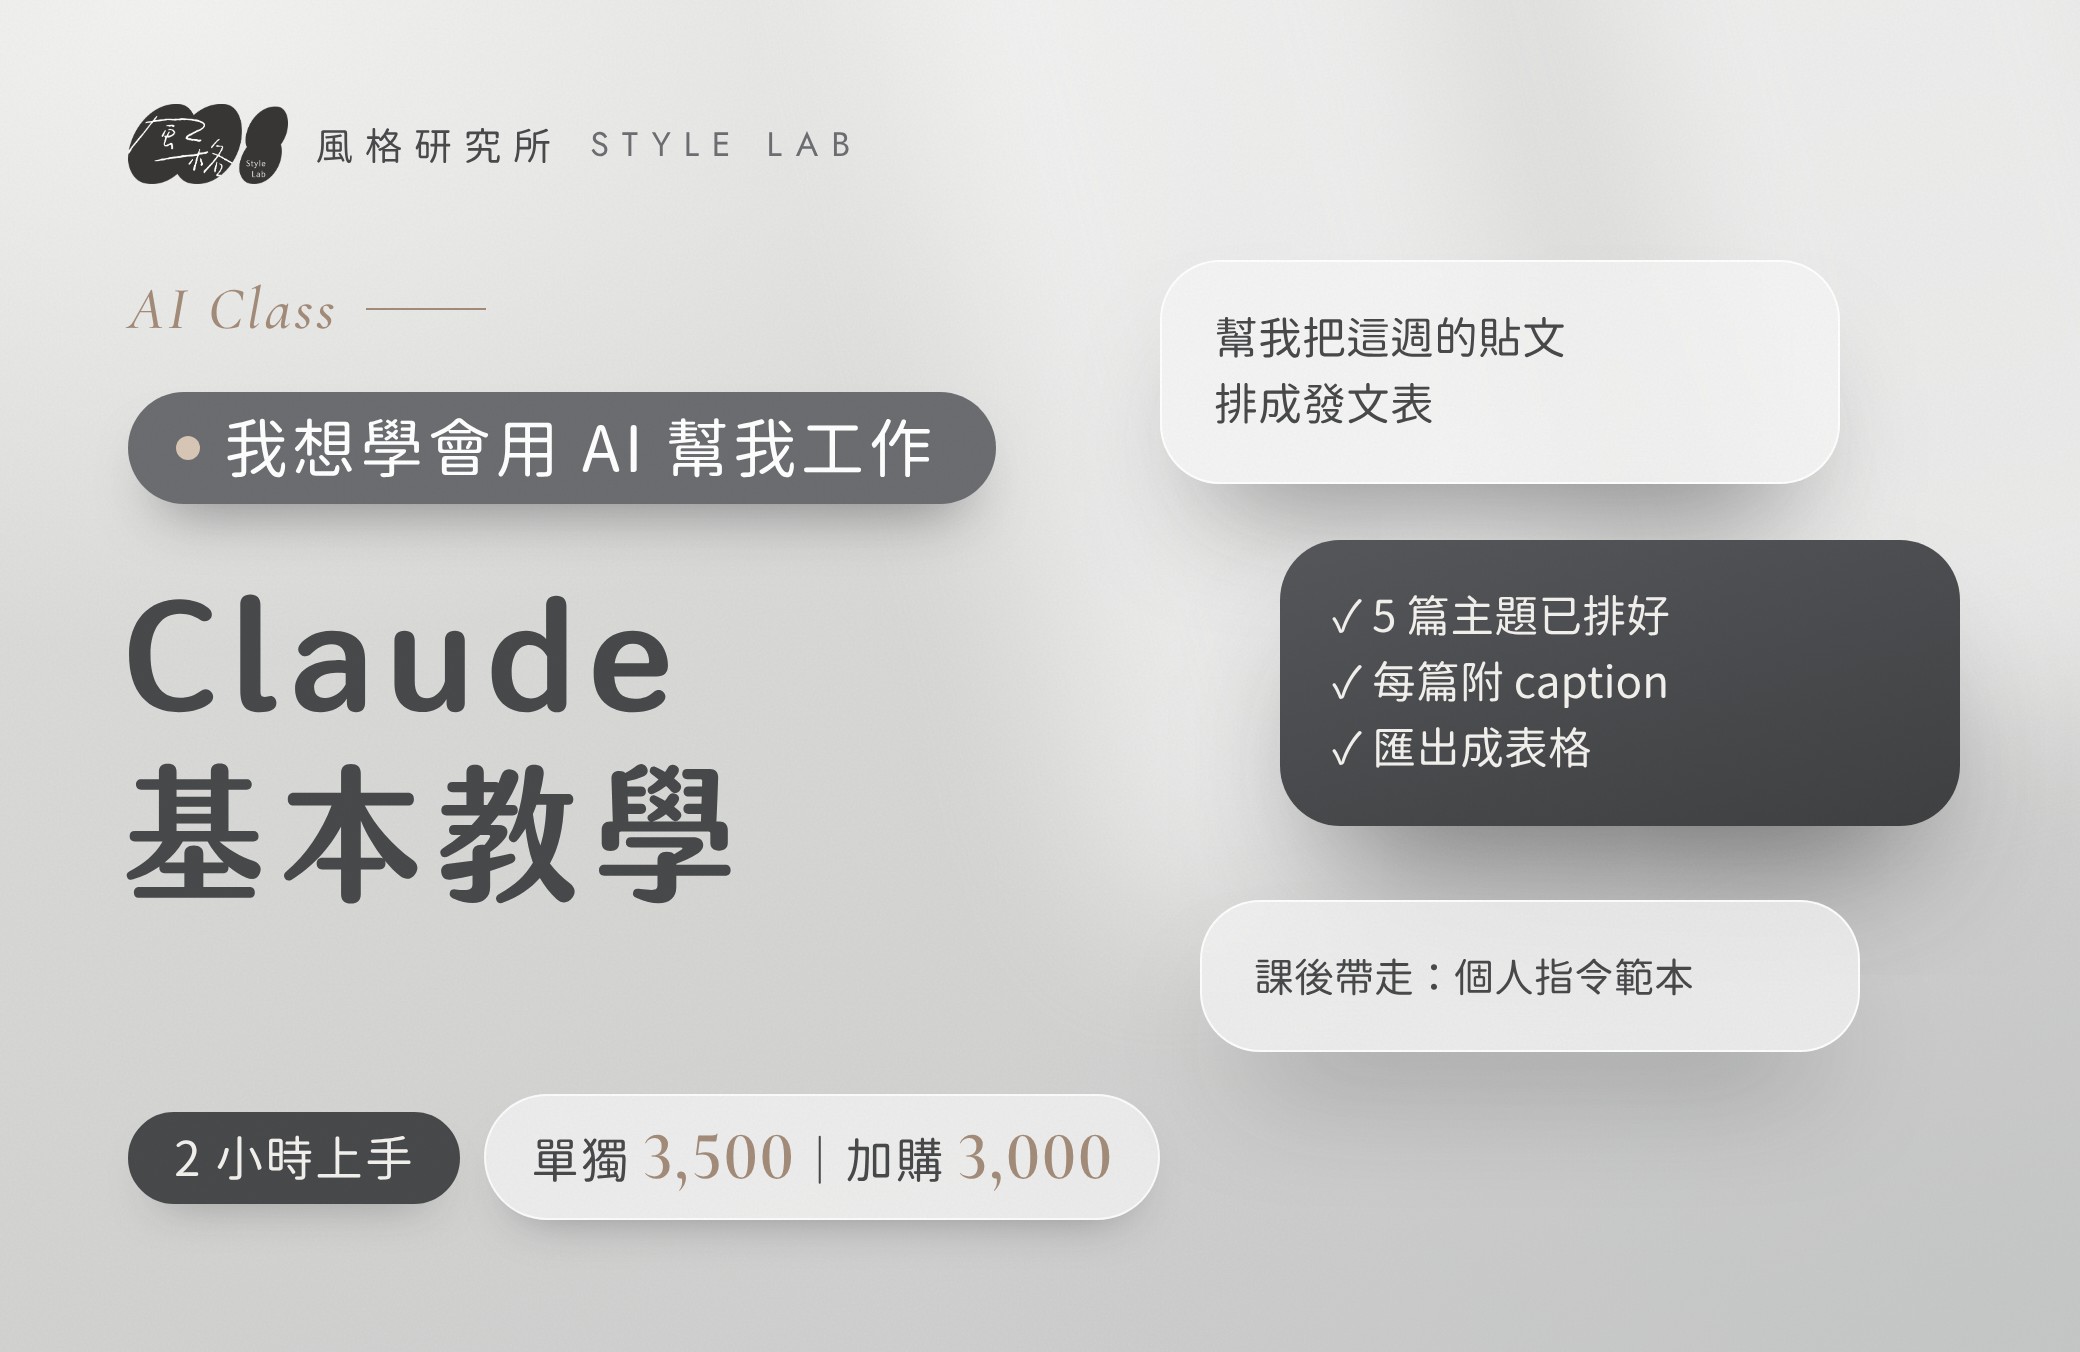 風格 Style Lab
風格研究所 STYLE LAB
AI Class
我想學會用 AI 幫我工作
Claude
基本教學
幫我把這週的貼文
排成發文表
✓ 5 篇主題已排好
✓ 每篇附 caption
✓ 匯出成表格
課後帶走：個人指令範本
2 小時上手
單獨 3,500｜加購 3,000